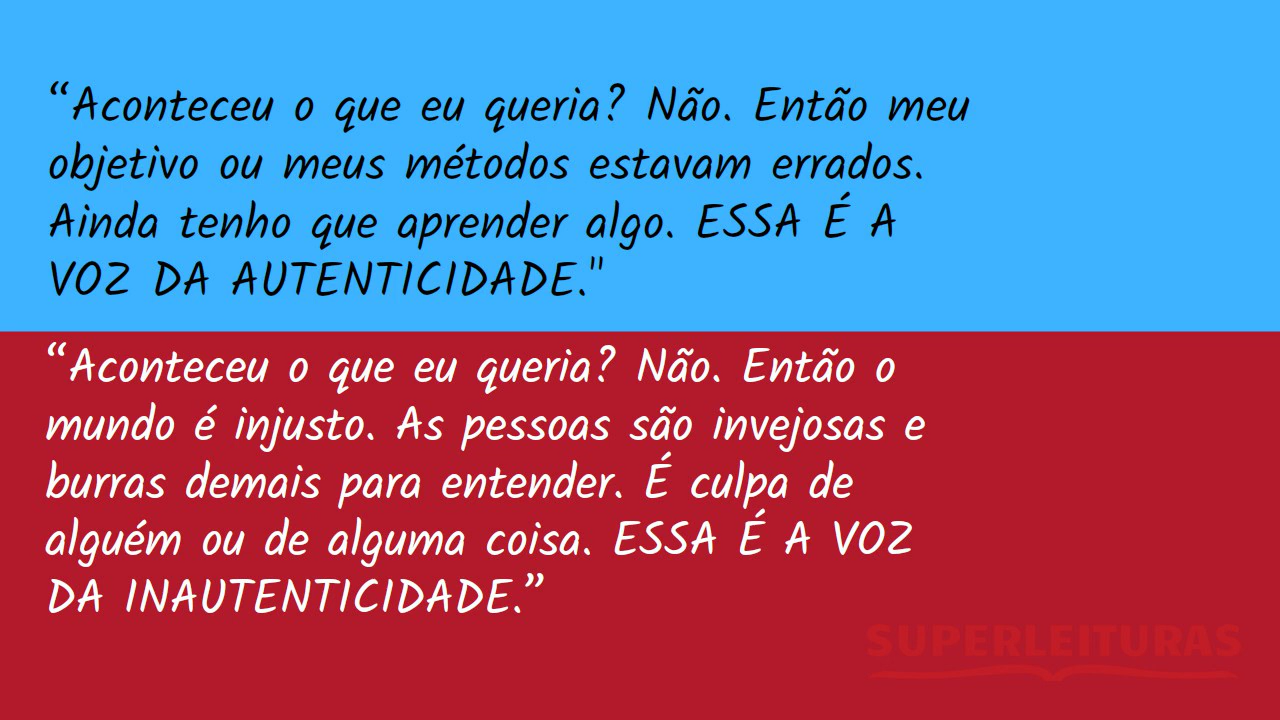 “Aconteceu o que eu queria? Não. Então meu
objetivo ou meus métodos estavam errados.
Ainda tenho que aprender algo. ESSA É A
VOZ DA AUTENTICIDADE."
“Aconteceu o que eu queria? Não. Então o
mundo é injusto. As pessoas são invejosas e
burras demais para entender. É culpa de
alguém ou de alguma coisa. ESSA É A VOZ
DA INAUTENTICIDADE.”
SUPERLEITURAS